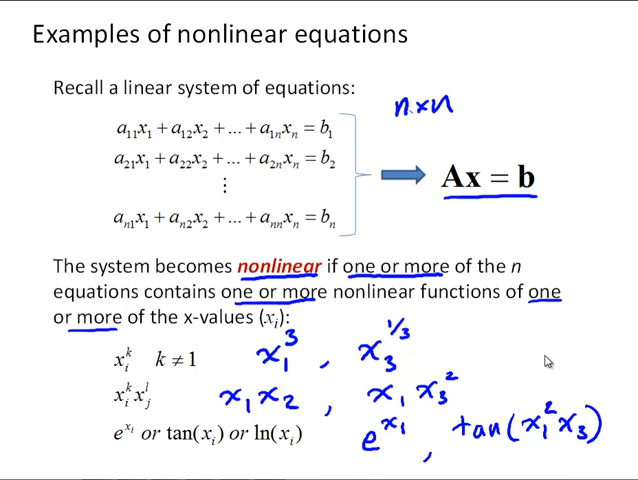 Examples of nonlinear equations
Recall a linear system of equations:
n×n
a₁₁x₁ + a₁₂x₂ + ... + a₁ₙxₙ = b₁
a₂₁x₁ + a₂₂x₂ + ... + a₂ₙxₙ = b₂
⋮
aₙ₁x₁ + aₙ₂x₂ + ... + aₙₙxₙ = bₙ
Ax = b
The system becomes nonlinear if one or more of the n
equations contains one or more nonlinear functions of one
or more of the x-values (xᵢ):
xᵢᵏ k ≠ 1 x₁³ , x₃^(1/3)
xᵢᵏxⱼˡ x₁x₂ , x₁x₃²
e^(xᵢ) or tan(xᵢ) or ln(xᵢ) e^(x₁) , tan(x₁²x₃)